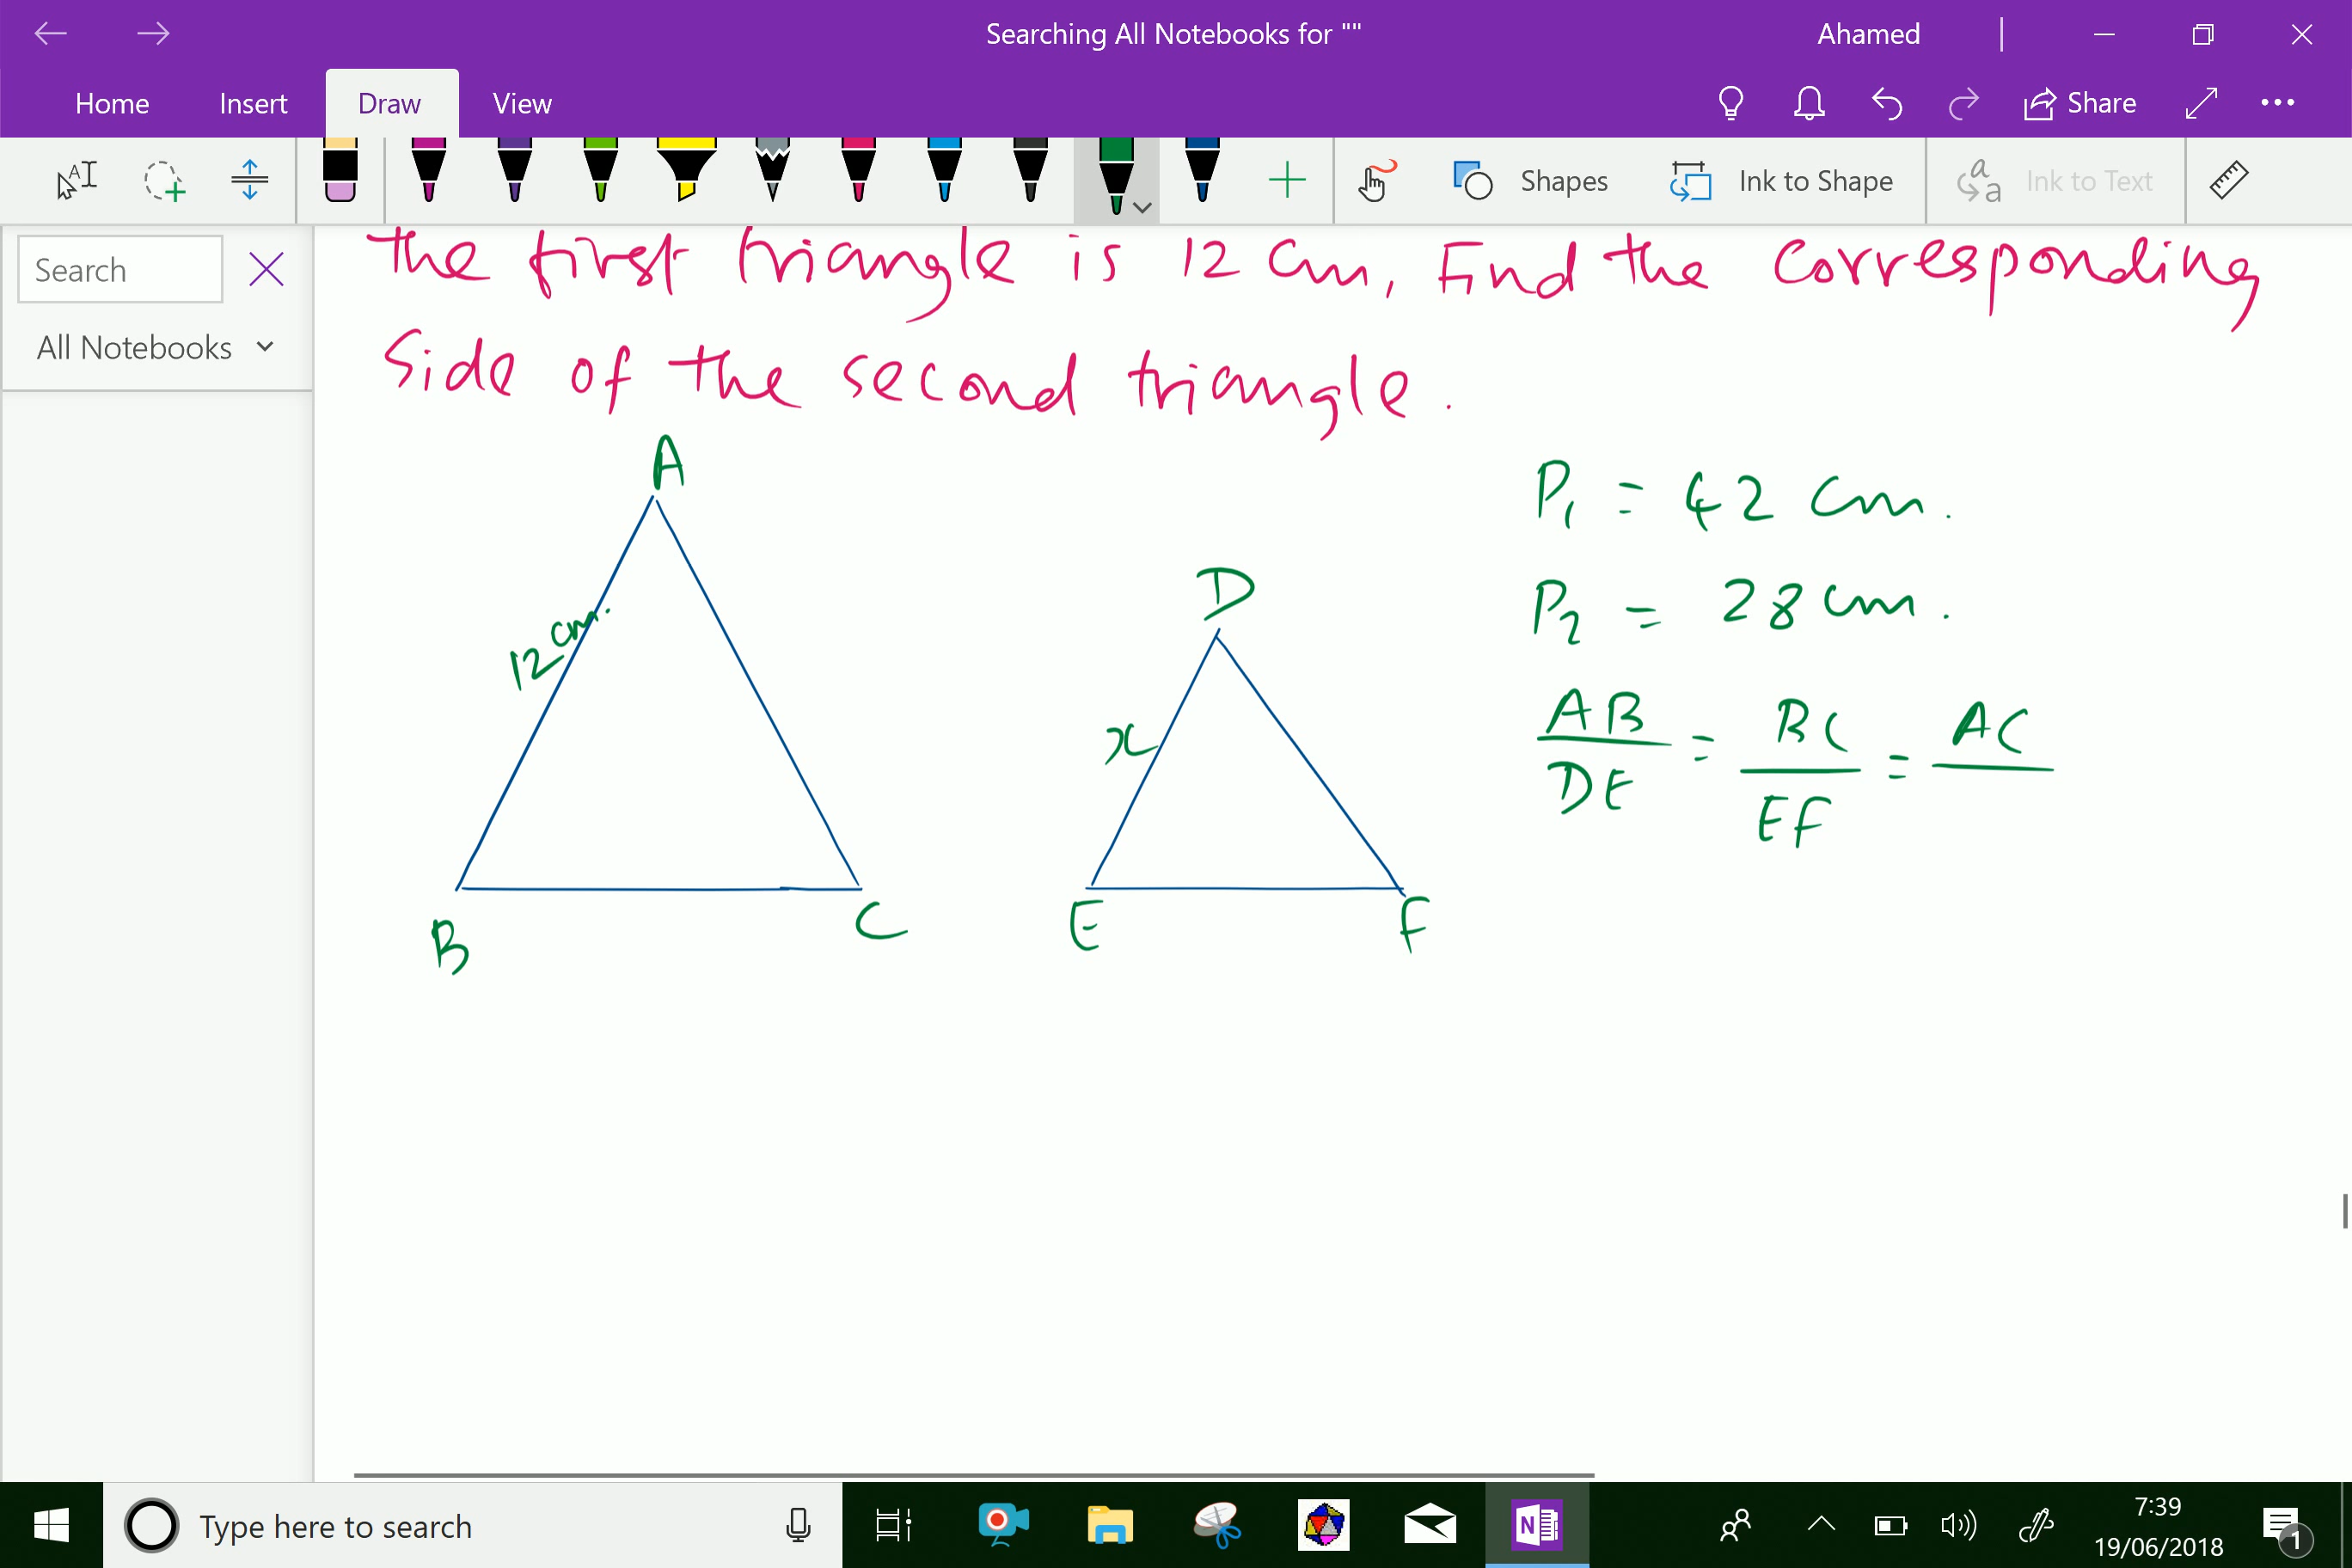 Searching All Notebooks for ""
Ahamed
Home Insert Draw View
Share
Shapes
Ink to Shape
Ink to Text
Search
All Notebooks
the first triangle is 12 cm, Find the corresponding
Side of the second triangle.
A
12 cm.
B
C
D
x
E
F
P₁ = 42 cm.
P₂ = 28 cm.
AB/DE = BC/EF = AC/
Type here to search
7:39
19/06/2018
1